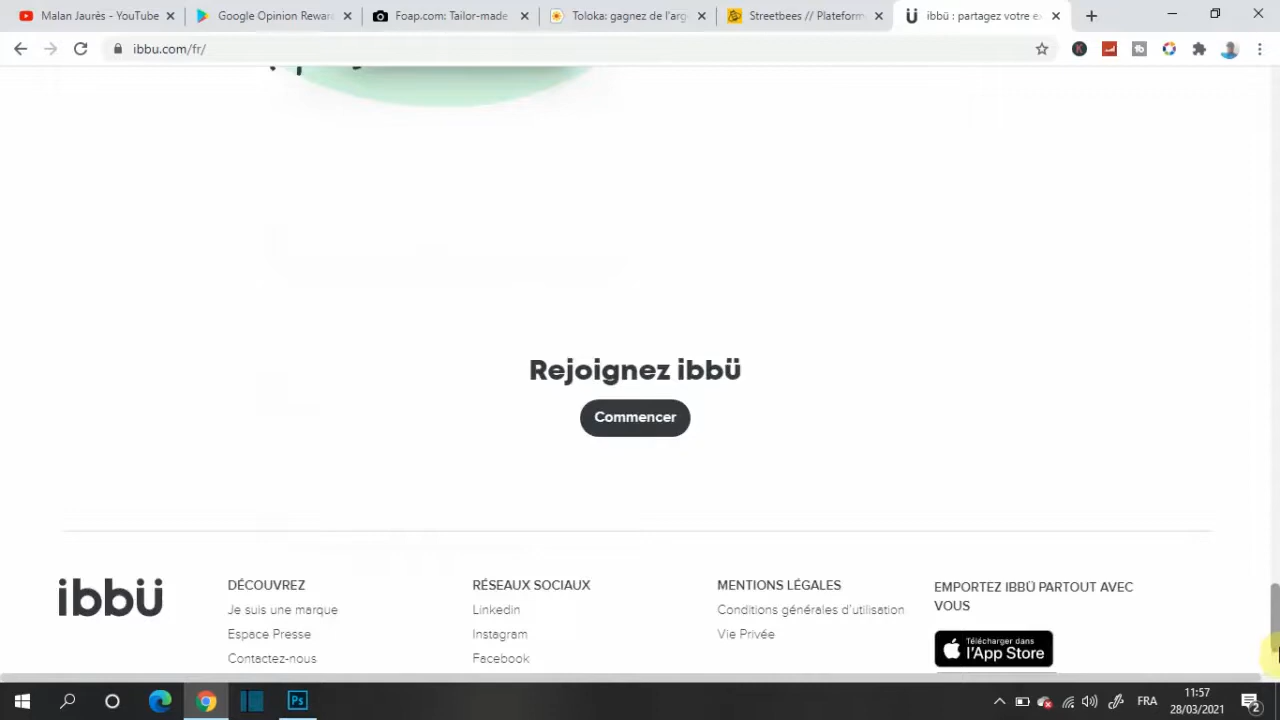 Malan Jaurès - YouTube
Google Opinion Rewar
Foap.com: Tailor-made
Toloka: gagnez de l'arg
Streetbees // Plateform
ibbü : partagez votre e
ibbu.com/fr/
Rejoignez ibbü
Commencer
ibbü
DÉCOUVREZ
Je suis une marque
Espace Presse
Contactez-nous
RÉSEAUX SOCIAUX
Linkedin
Instagram
Facebook
MENTIONS LÉGALES
Conditions générales d'utilisation
Vie Privée
EMPORTEZ IBBÜ PARTOUT AVEC
VOUS
Télécharger dans
l'App Store
Ps
FRA
11:57
28/03/2021
2